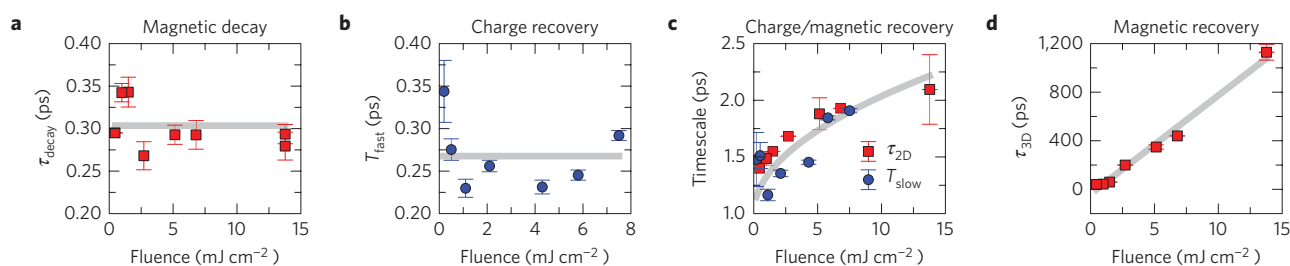 a Magnetic decay
0.40
0.35
0.30
0.25
0.20
τdecay (ps)
0 5 10 15
Fluence (mJ cm−2)
b Charge recovery
0.40
0.35
0.30
0.25
0.20
Tfast (ps)
0 2 4 6 8
Fluence (mJ cm−2)
c Charge/magnetic recovery
2.5
2.0
1.5
1.0
Timescale (ps)
τ2D
Tslow
0 5 10 15
Fluence (mJ cm−2)
d Magnetic recovery
1,200
800
400
0
τ3D (ps)
0 5 10 15
Fluence (mJ cm−2)